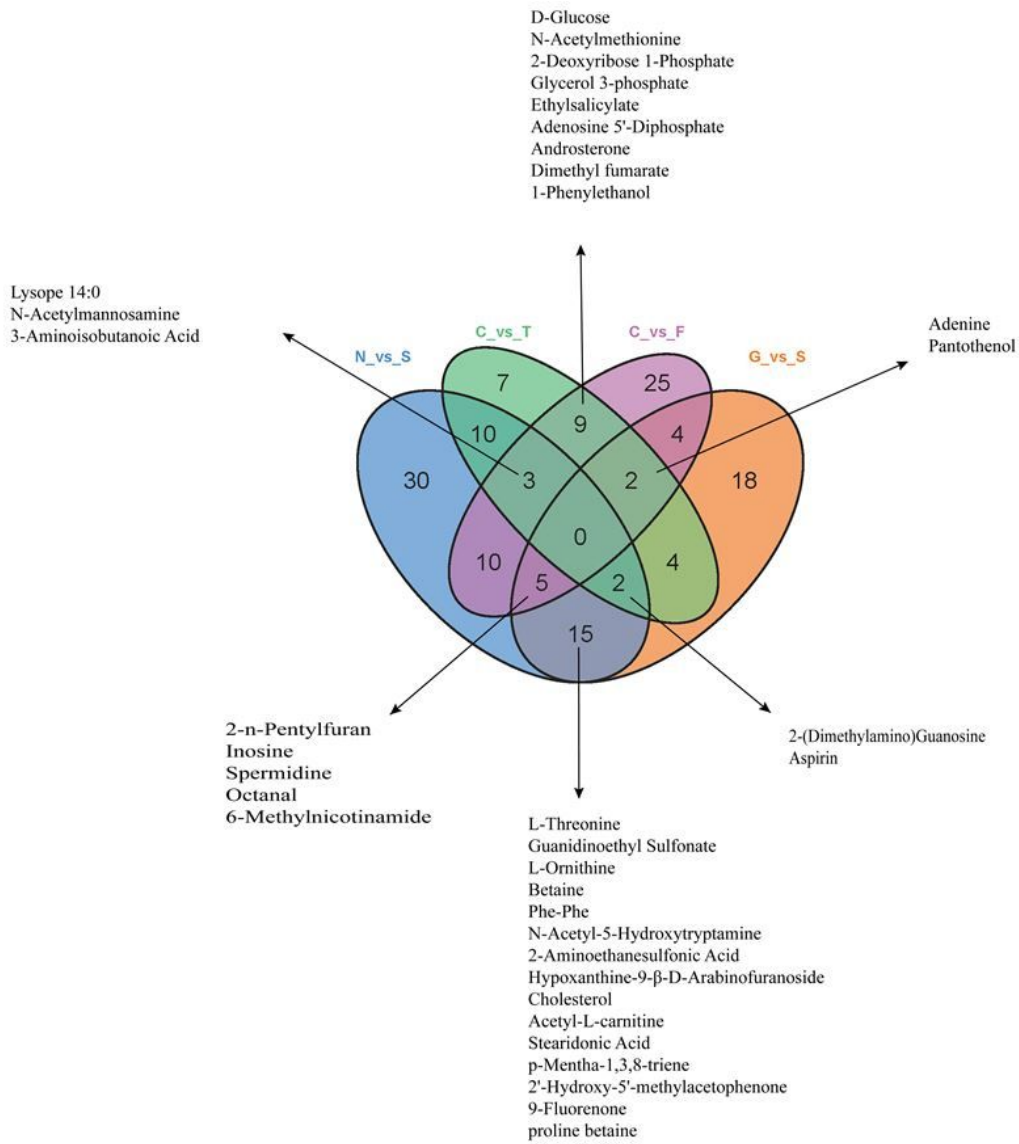 D-Glucose
N-Acetylmethionine
2-Deoxyribose 1-Phosphate
Glycerol 3-phosphate
Ethylsalicylate
Adenosine 5'-Diphosphate
Androsterone
Dimethyl fumarate
1-Phenylethanol
Lysope 14:0
N-Acetylmannosamine
3-Aminoisobutanoic Acid
Adenine
Pantothenol
N_vs_S
C_vs_T
C_vs_F
G_vs_S
7
25
10
9
4
30
3
2
18
0
10
5
2
4
15
2-n-Pentylfuran
Inosine
Spermidine
Octanal
6-Methylnicotinamide
2-(Dimethylamino)Guanosine
Aspirin
L-Threonine
Guanidinoethyl Sulfonate
L-Ornithine
Betaine
Phe-Phe
N-Acetyl-5-Hydroxytryptamine
2-Aminoethanesulfonic Acid
Hypoxanthine-9-β-D-Arabinofuranoside
Cholesterol
Acetyl-L-carnitine
Stearidonic Acid
p-Mentha-1,3,8-triene
2'-Hydroxy-5'-methylacetophenone
9-Fluorenone
proline betaine